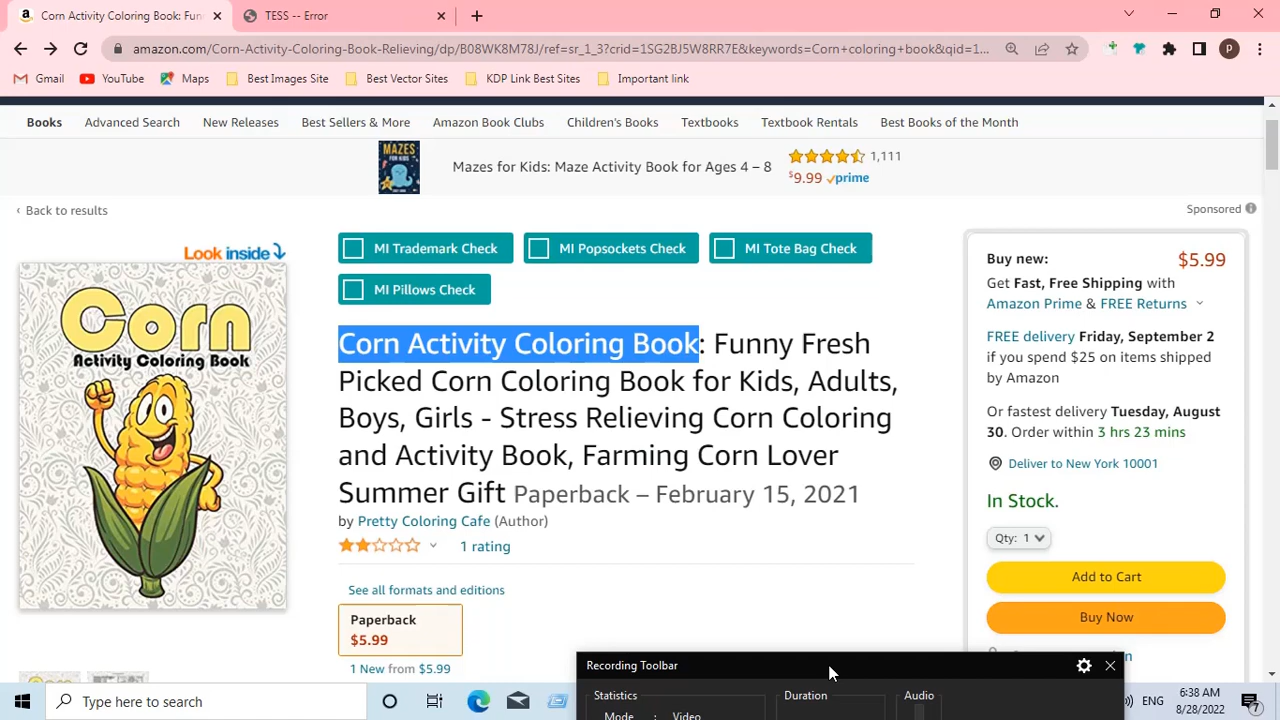 Corn Activity Coloring Book: Fun
TESS -- Error
amazon.com/Corn-Activity-Coloring-Book-Relieving/dp/B08WK8M78J/ref=sr_1_3?crid=1SG2BJ5W8RR7E&keywords=Corn+coloring+book&qid=1...
Gmail
YouTube
Maps
Best Images Site
Best Vector Sites
KDP Link Best Sites
Important link
Books
Advanced Search
New Releases
Best Sellers & More
Amazon Book Clubs
Children's Books
Textbooks
Textbook Rentals
Best Books of the Month
MAZES FOR KIDS
Mazes for Kids: Maze Activity Book for Ages 4 – 8
1,111
$9.99 prime
‹ Back to results
Sponsored
Look inside
MI Trademark Check
MI Popsockets Check
MI Tote Bag Check
MI Pillows Check
Corn
Activity Coloring Book
Corn Activity Coloring Book: Funny Fresh
Picked Corn Coloring Book for Kids, Adults,
Boys, Girls - Stress Relieving Corn Coloring
and Activity Book, Farming Corn Lover
Summer Gift Paperback – February 15, 2021
by Pretty Coloring Cafe (Author)
1 rating
See all formats and editions
Paperback
$5.99
1 New from $5.99
Buy new:
$5.99
Get Fast, Free Shipping with
Amazon Prime & FREE Returns
FREE delivery Friday, September 2
if you spend $25 on items shipped
by Amazon
Or fastest delivery Tuesday, August
30. Order within 3 hrs 23 mins
Deliver to New York 10001
In Stock.
Qty: 1
Add to Cart
Buy Now
Recording Toolbar
Statistics
Duration
Audio
Mode : Video
Type here to search
ENG
6:38 AM
8/28/2022
7